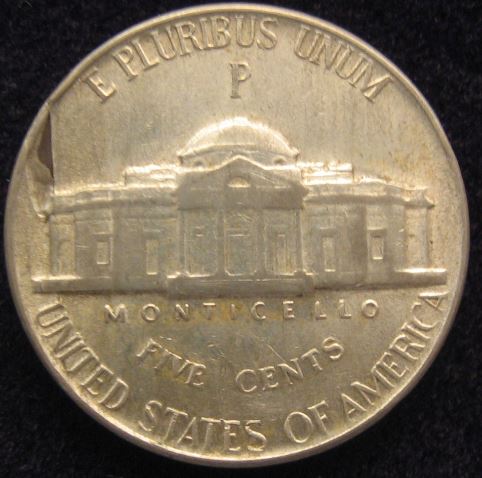 E PLURIBUS UNUM
P
MONTICELLO
FIVE CENTS
UNITED STATES OF AMERICA